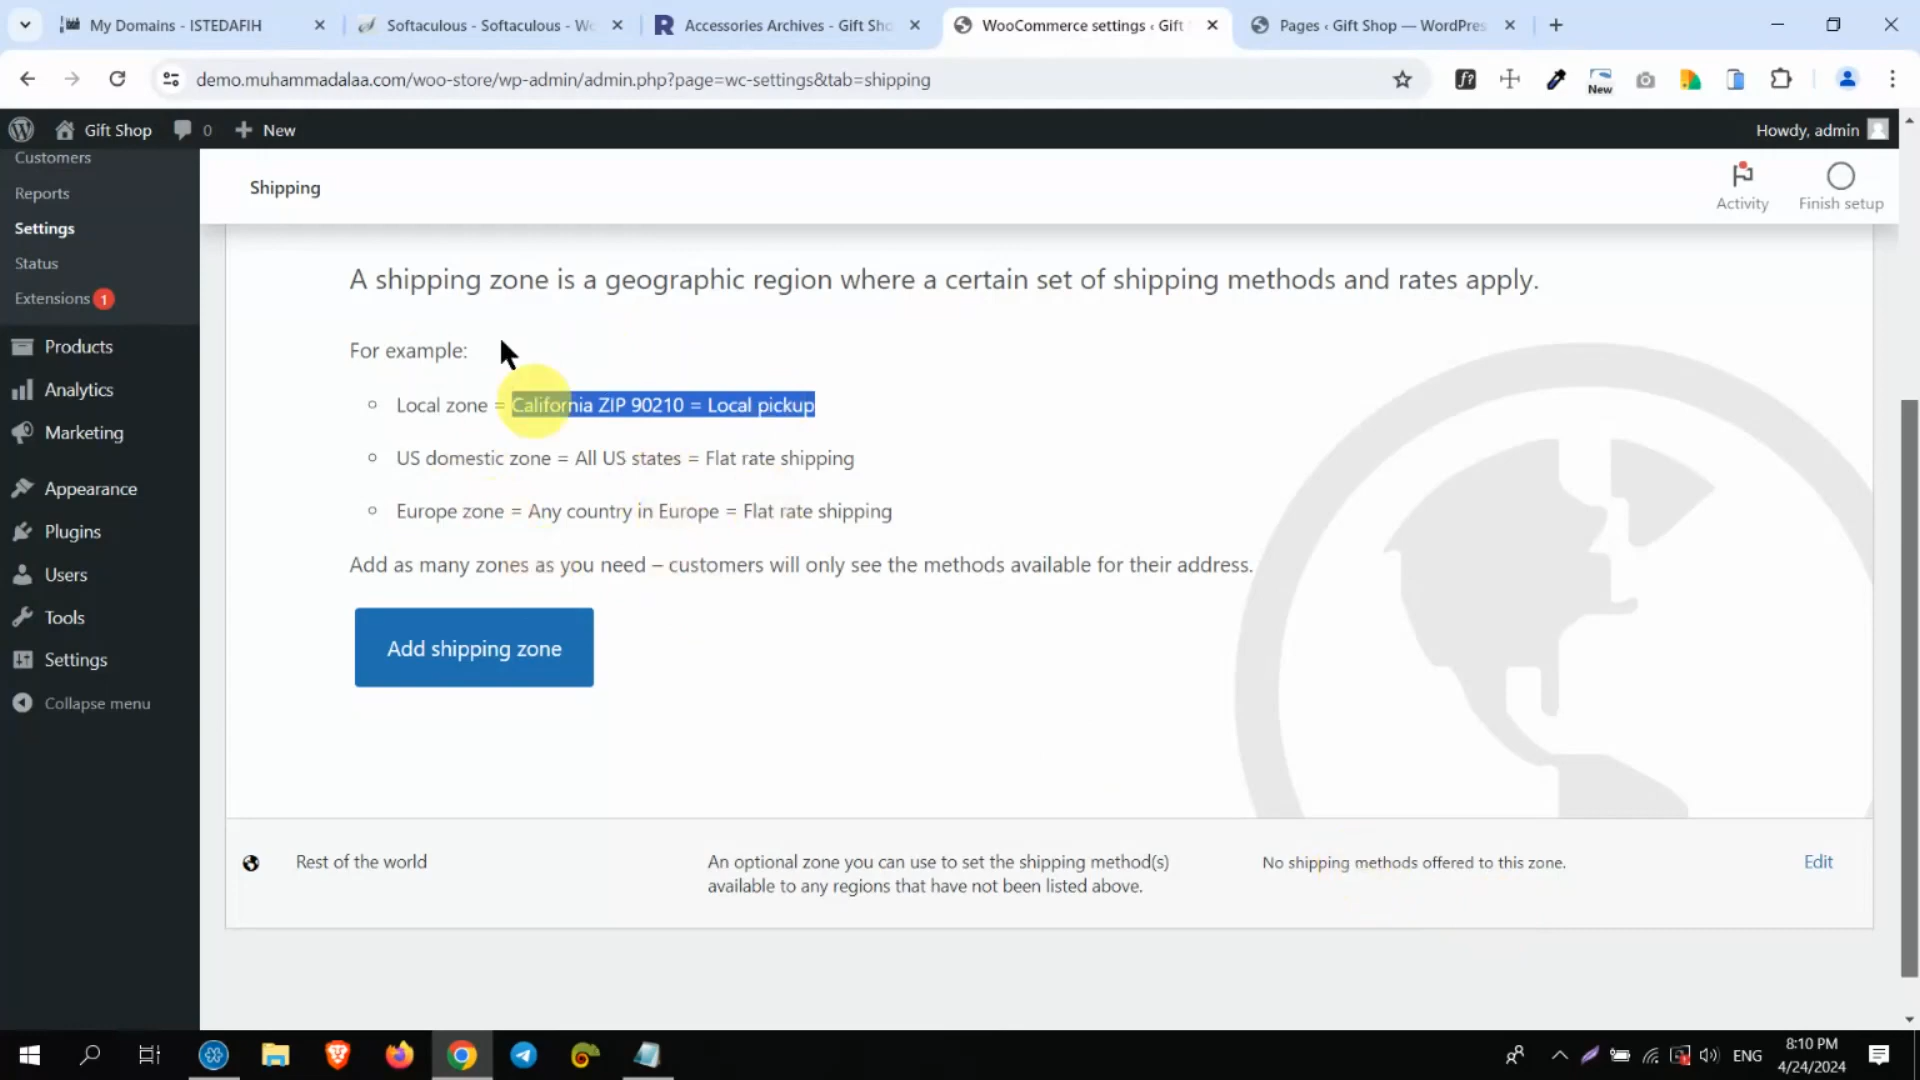 My Domains - ISTEDAFIH
Softaculous - Softaculous - Wo
Accessories Archives - Gift Sho
WooCommerce settings ‹ Gift
Pages ‹ Gift Shop — WordPres
demo.muhammadalaa.com/woo-store/wp-admin/admin.php?page=wc-settings&tab=shipping
New
Gift Shop
0
New
Howdy, admin
Customers
Reports
Settings
Status
Extensions 1
Products
Analytics
Marketing
Appearance
Plugins
Users
Tools
Settings
Collapse menu
Shipping
Activity
Finish setup
A shipping zone is a geographic region where a certain set of shipping methods and rates apply.
For example:
Local zone = California ZIP 90210 = Local pickup
US domestic zone = All US states = Flat rate shipping
Europe zone = Any country in Europe = Flat rate shipping
Add as many zones as you need – customers will only see the methods available for their address.
Add shipping zone
Rest of the world
An optional zone you can use to set the shipping method(s)
available to any regions that have not been listed above.
No shipping methods offered to this zone.
Edit
ENG
8:10 PM
4/24/2024